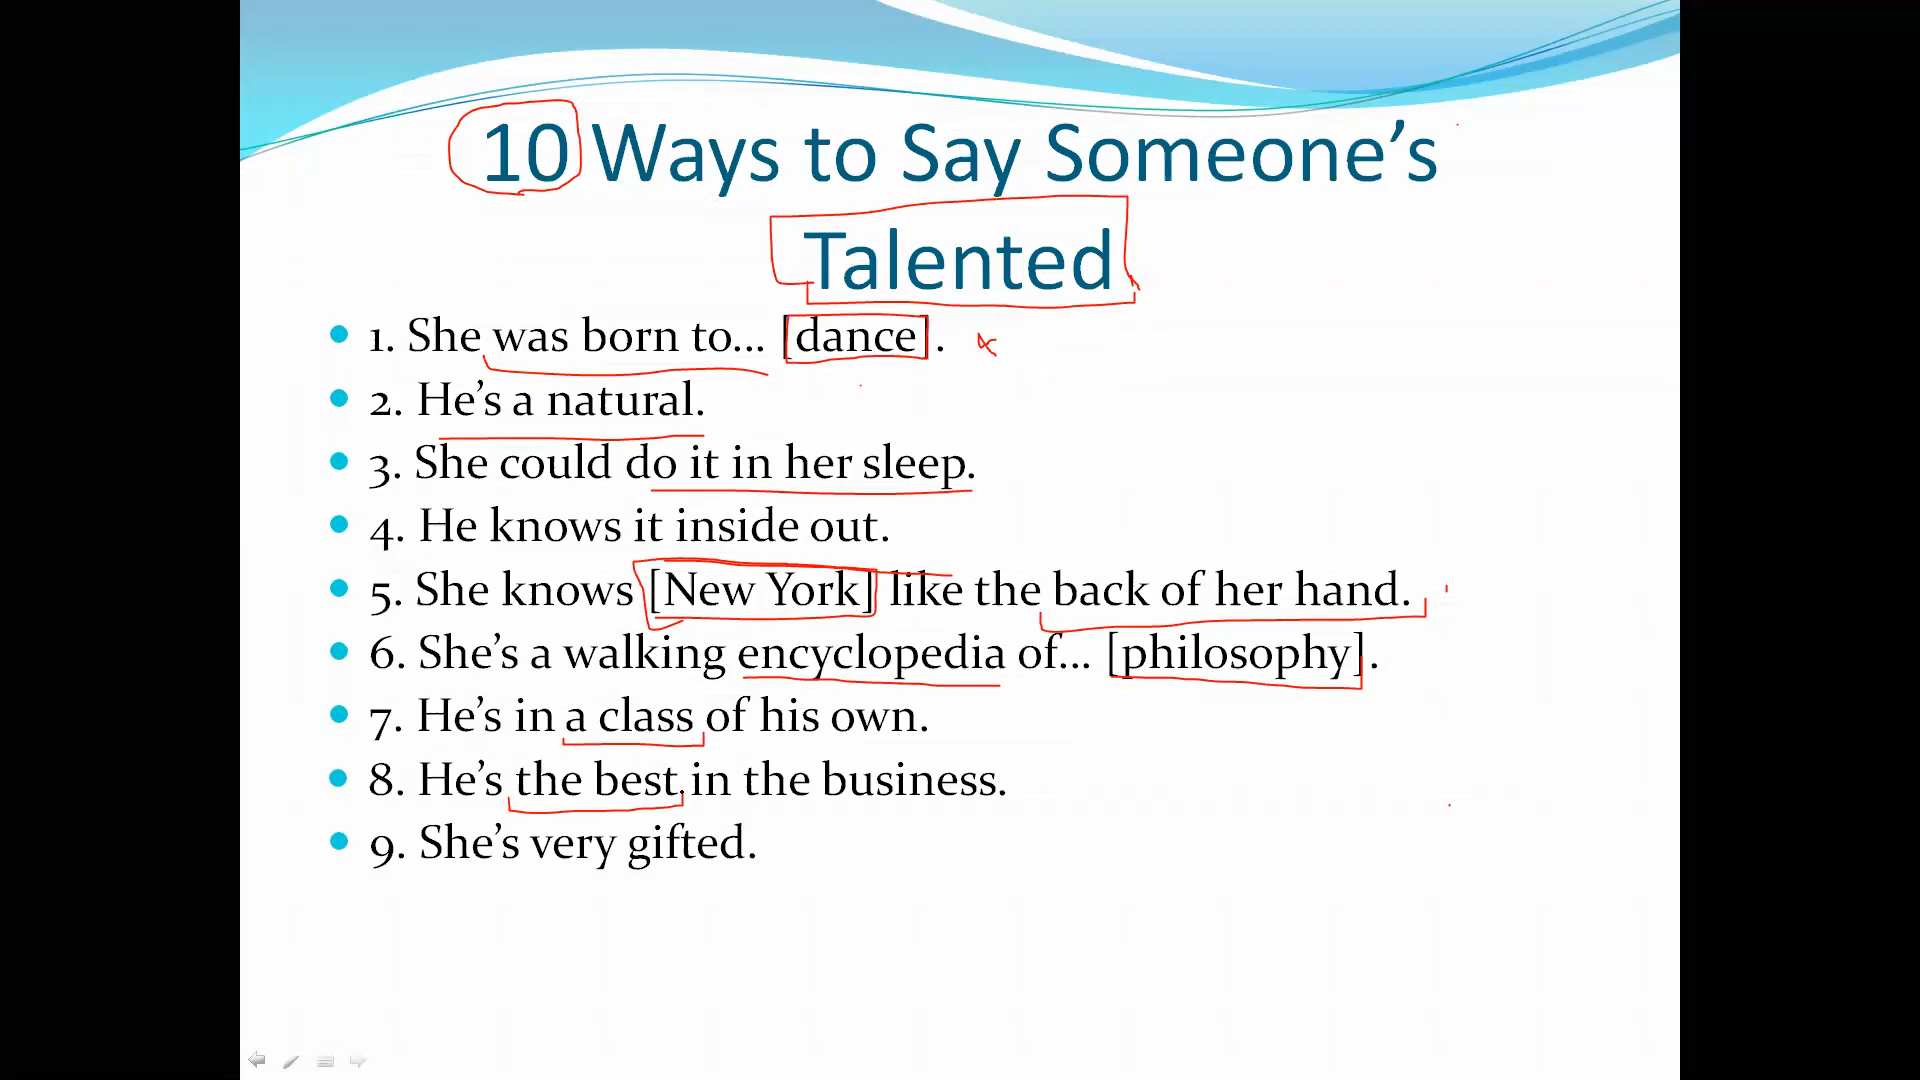 10 Ways to Say Someone’s
Talented
1. She was born to... [dance].
2. He’s a natural.
3. She could do it in her sleep.
4. He knows it inside out.
5. She knows [New York] like the back of her hand.
6. She’s a walking encyclopedia of... [philosophy].
7. He’s in a class of his own.
8. He’s the best in the business.
9. She’s very gifted.